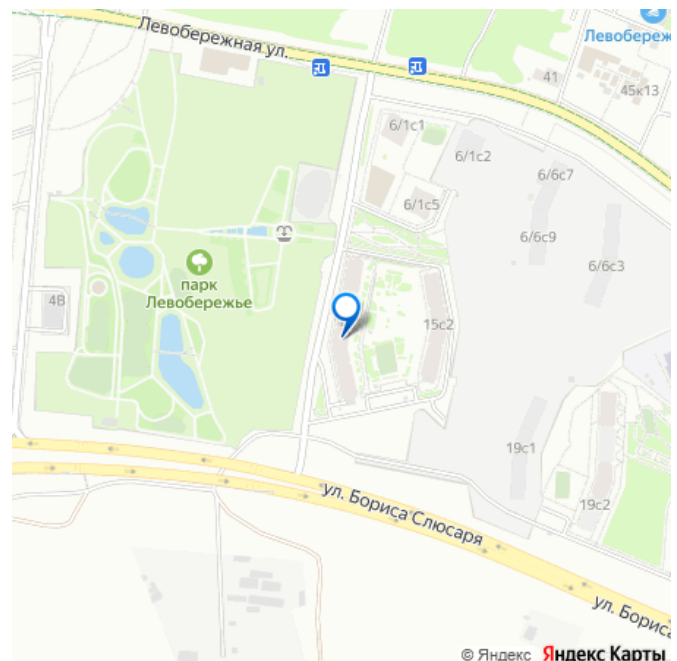 Левобережная ул.
Левобереж
41
45к13
6/1с1
6/1с2
6/6с7
6/1с5
6/6с9
6/6с3
парк
Левобережье
4В
15с2
19с1
19с2
ул. Бориса Слюсаря
ул. Бориса
© Яндекс Яндекс Карты